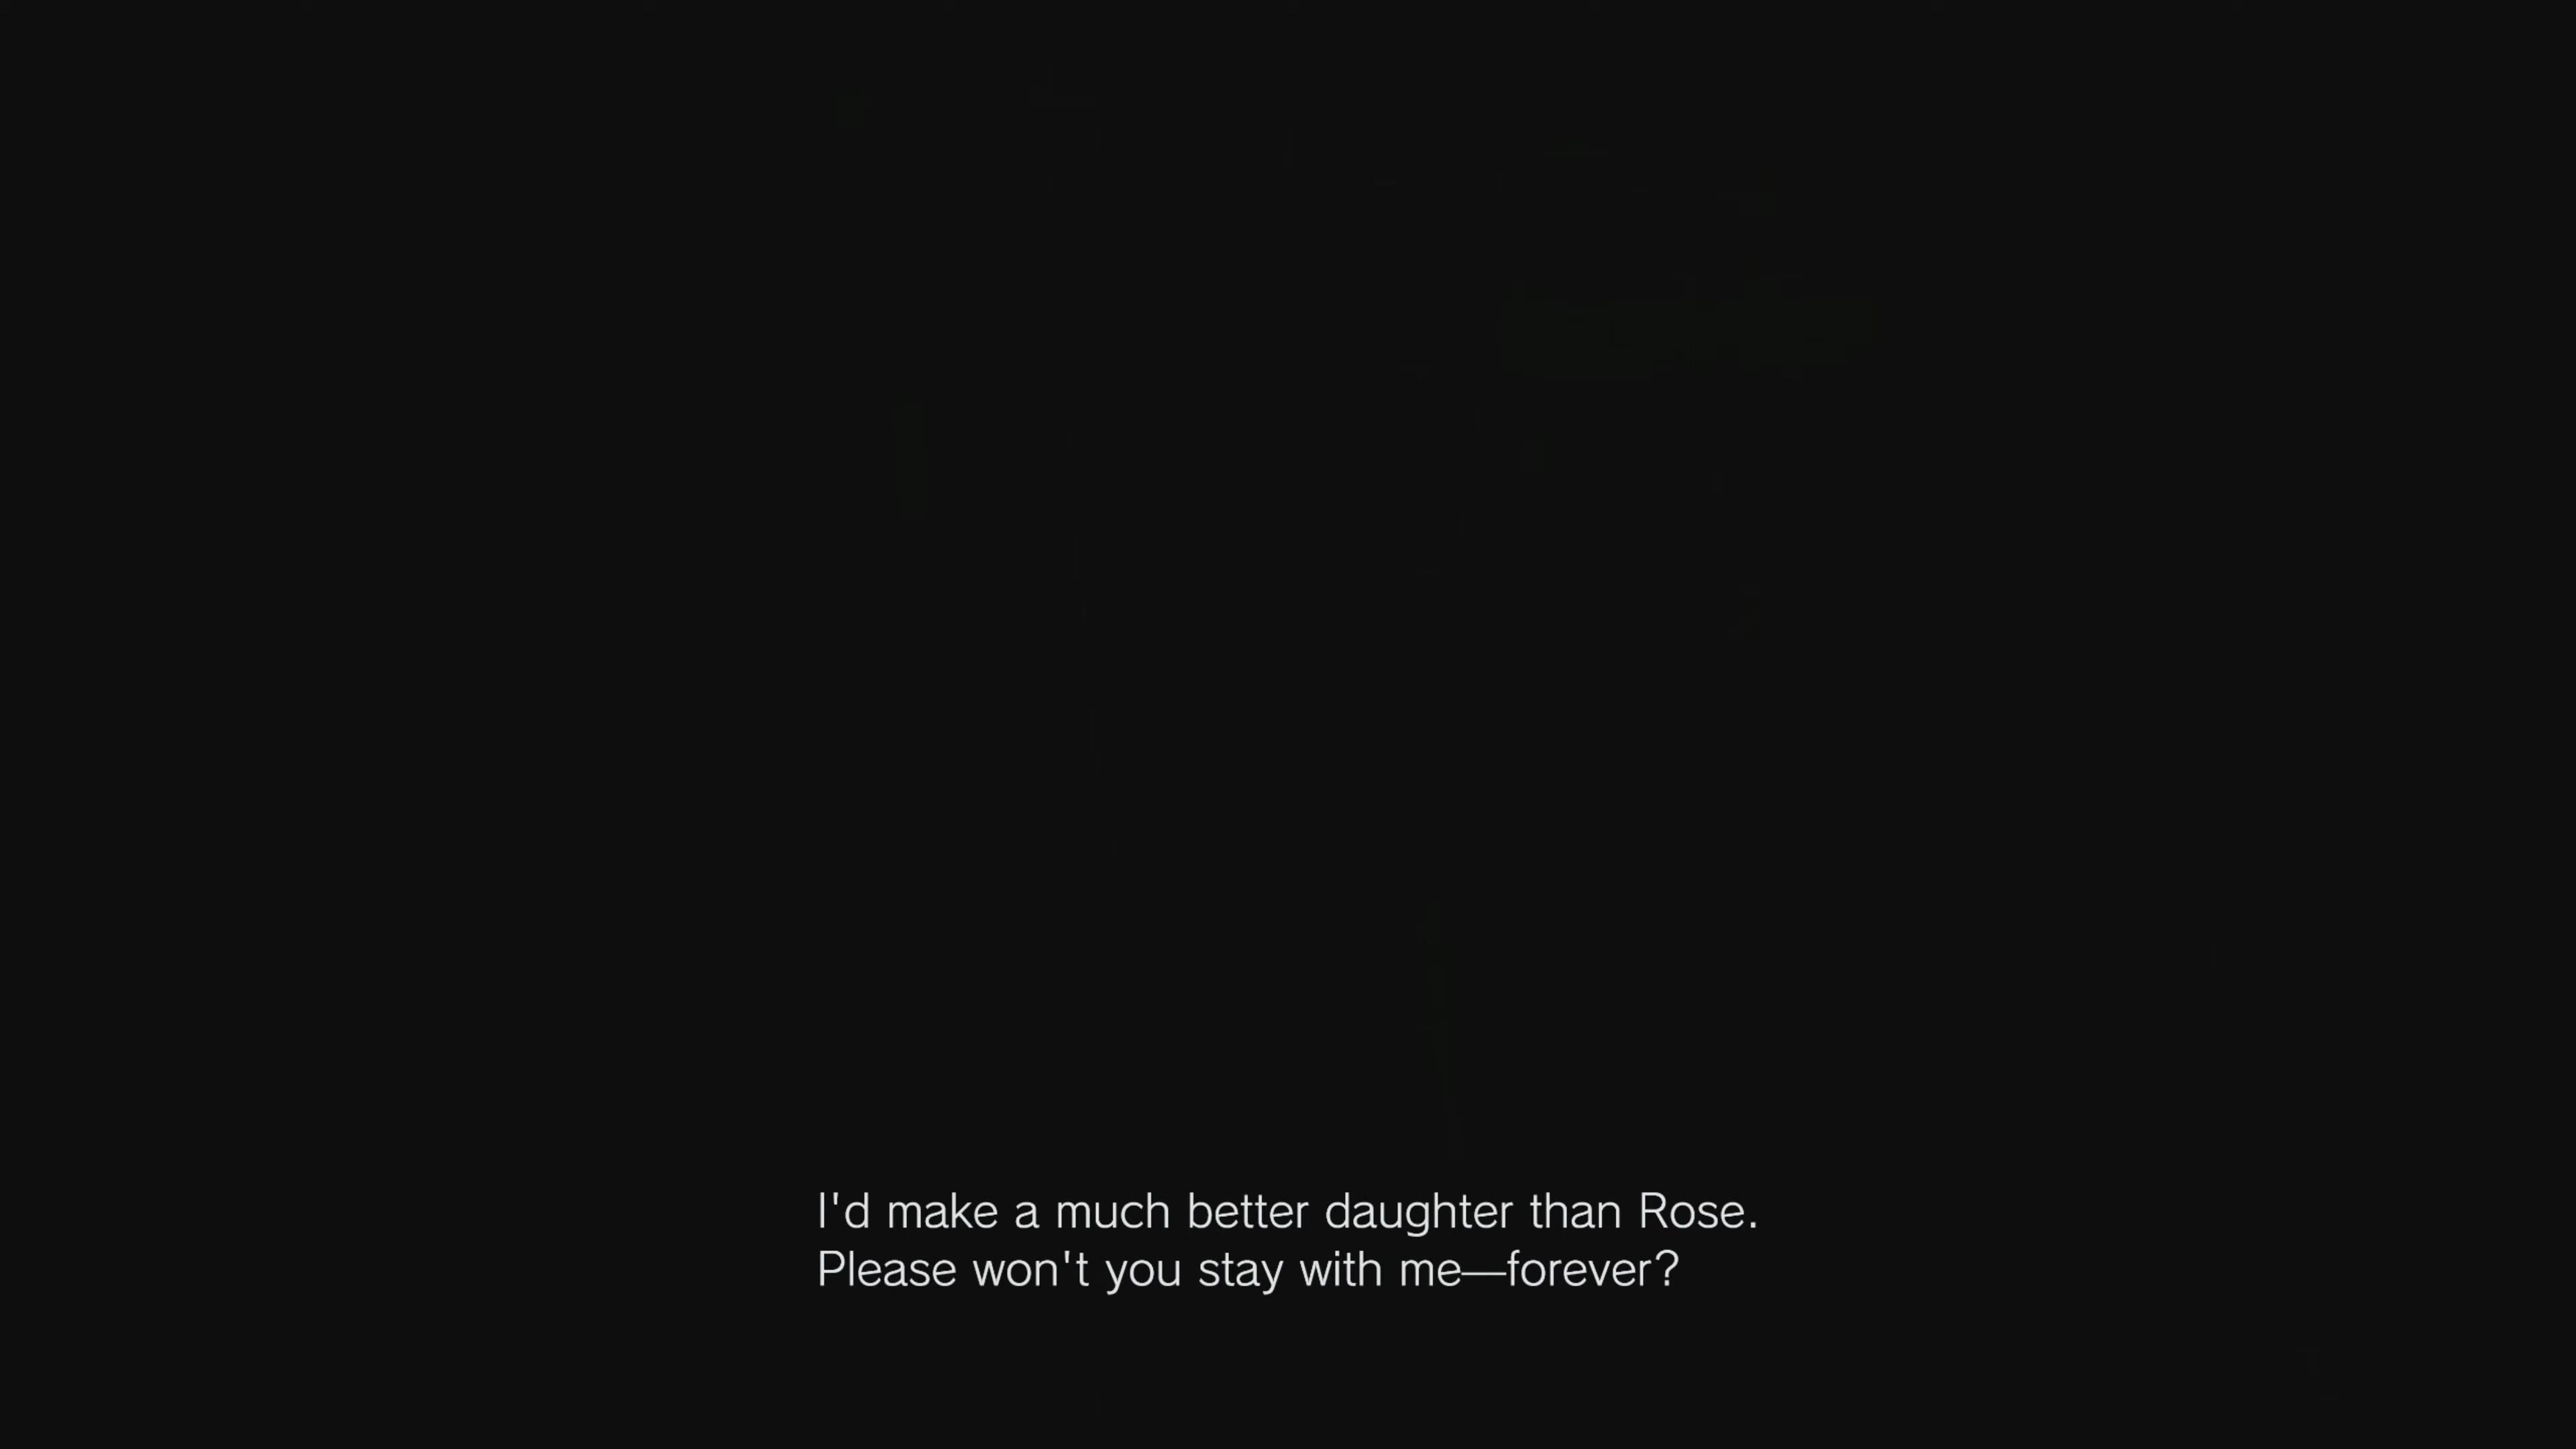 I'd make a much better daughter than Rose.
Please won't you stay with me—forever?